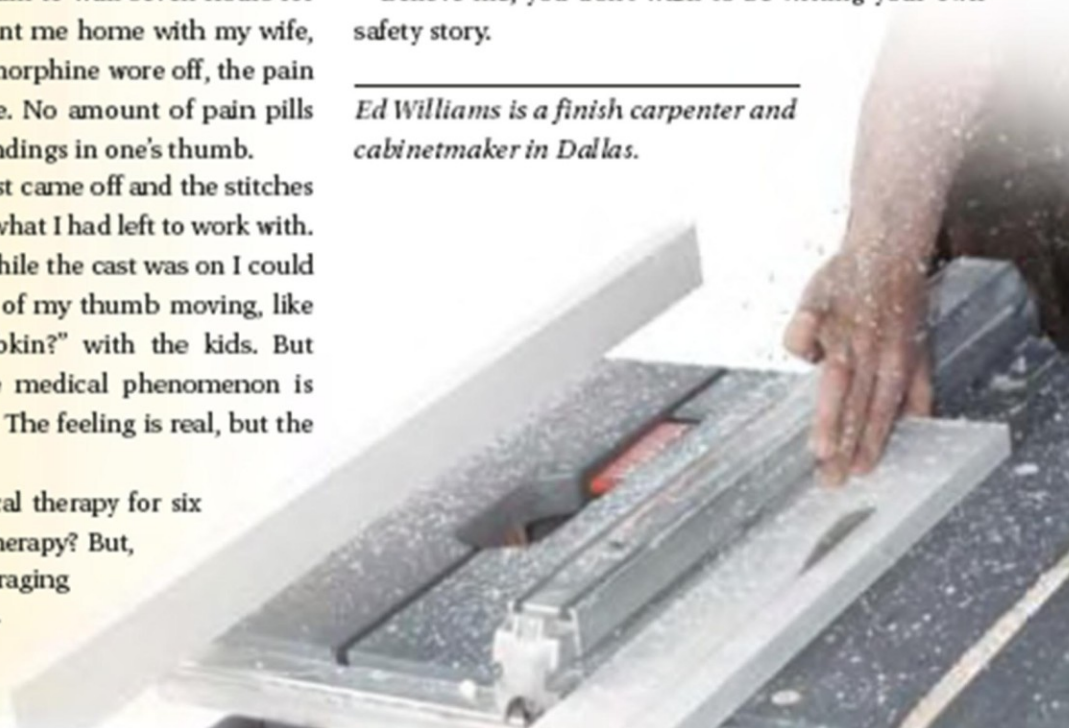 nt me home with my wife,
morphine wore off, the pain
e. No amount of pain pills
ndings in one's thumb.
st came off and the stitches
what I had left to work with.
hile the cast was on I could
of my thumb moving, like
okin?" with the kids. But
medical phenomenon is
The feeling is real, but the
cal therapy for six
herapy? But,
raging
safety story.
Ed Williams is a finish carpenter and
cabinetmaker in Dallas.